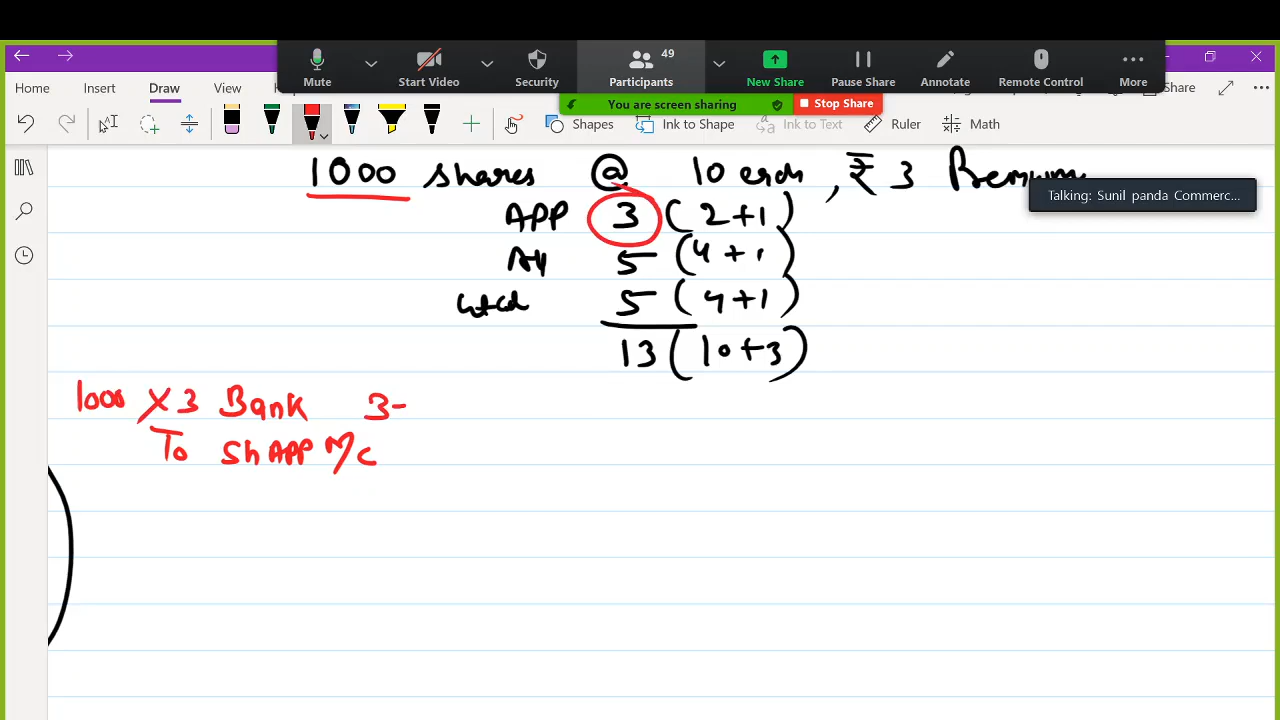 49
Mute Start Video Security Participants New Share Pause Share Annotate Remote Control More
Home Insert Draw View Share
You are screen sharing Stop Share
Shapes Ink to Shape Ink to Text Ruler Math
1000 shares @ 10 each, ₹ 3 Premium
Talking: Sunil panda Commerc...
APP 3 (2+1)
5 (4+1)
5 (4+1)
13 (10+3)
1000 X 3 Bank 3-
To Sh APP A/c